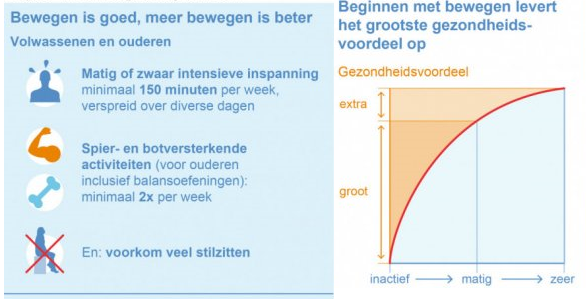 Bewegen is goed, meer bewegen is beter
Volwassenen en ouderen
Matig of zwaar intensieve inspanning
minimaal 150 minuten per week,
verspreid over diverse dagen
Spier- en botversterkende
activiteiten (voor ouderen
inclusief balansoefeningen):
minimaal 2x per week
En: voorkom veel stilzitten
Beginnen met bewegen levert
het grootste gezondheids-
voordeel op
Gezondheidsvoordeel
extra
groot
inactief
matig
zeer